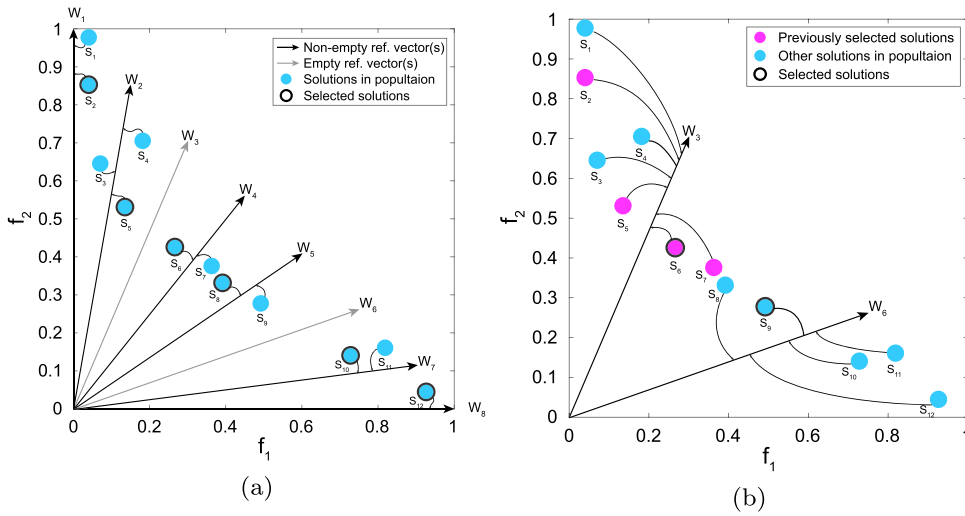 W1
1
0.9
0.8
0.7
0.6
0.5
0.4
0.3
0.2
0.1
0
f2
0 0.2 0.4 0.6 0.8 1
f1
Non-empty ref. vector(s)
Empty ref. vector(s)
Solutions in popultaion
Selected solutions
S1
S2
W2
S4
S3
S5
W3
W4
S6
S7
S8
W5
S9
W6
S10
S11
W7
S12
W8
(a)
1
0.9
0.8
0.7
0.6
0.5
0.4
0.3
0.2
0.1
0
f2
0 0.2 0.4 0.6 0.8 1
f1
Previously selected solutions
Other solutions in popultaion
Selected solutions
S1
S2
W3
S4
S3
S5
S6
S7
S8
S9
W6
S10
S11
S12
(b)